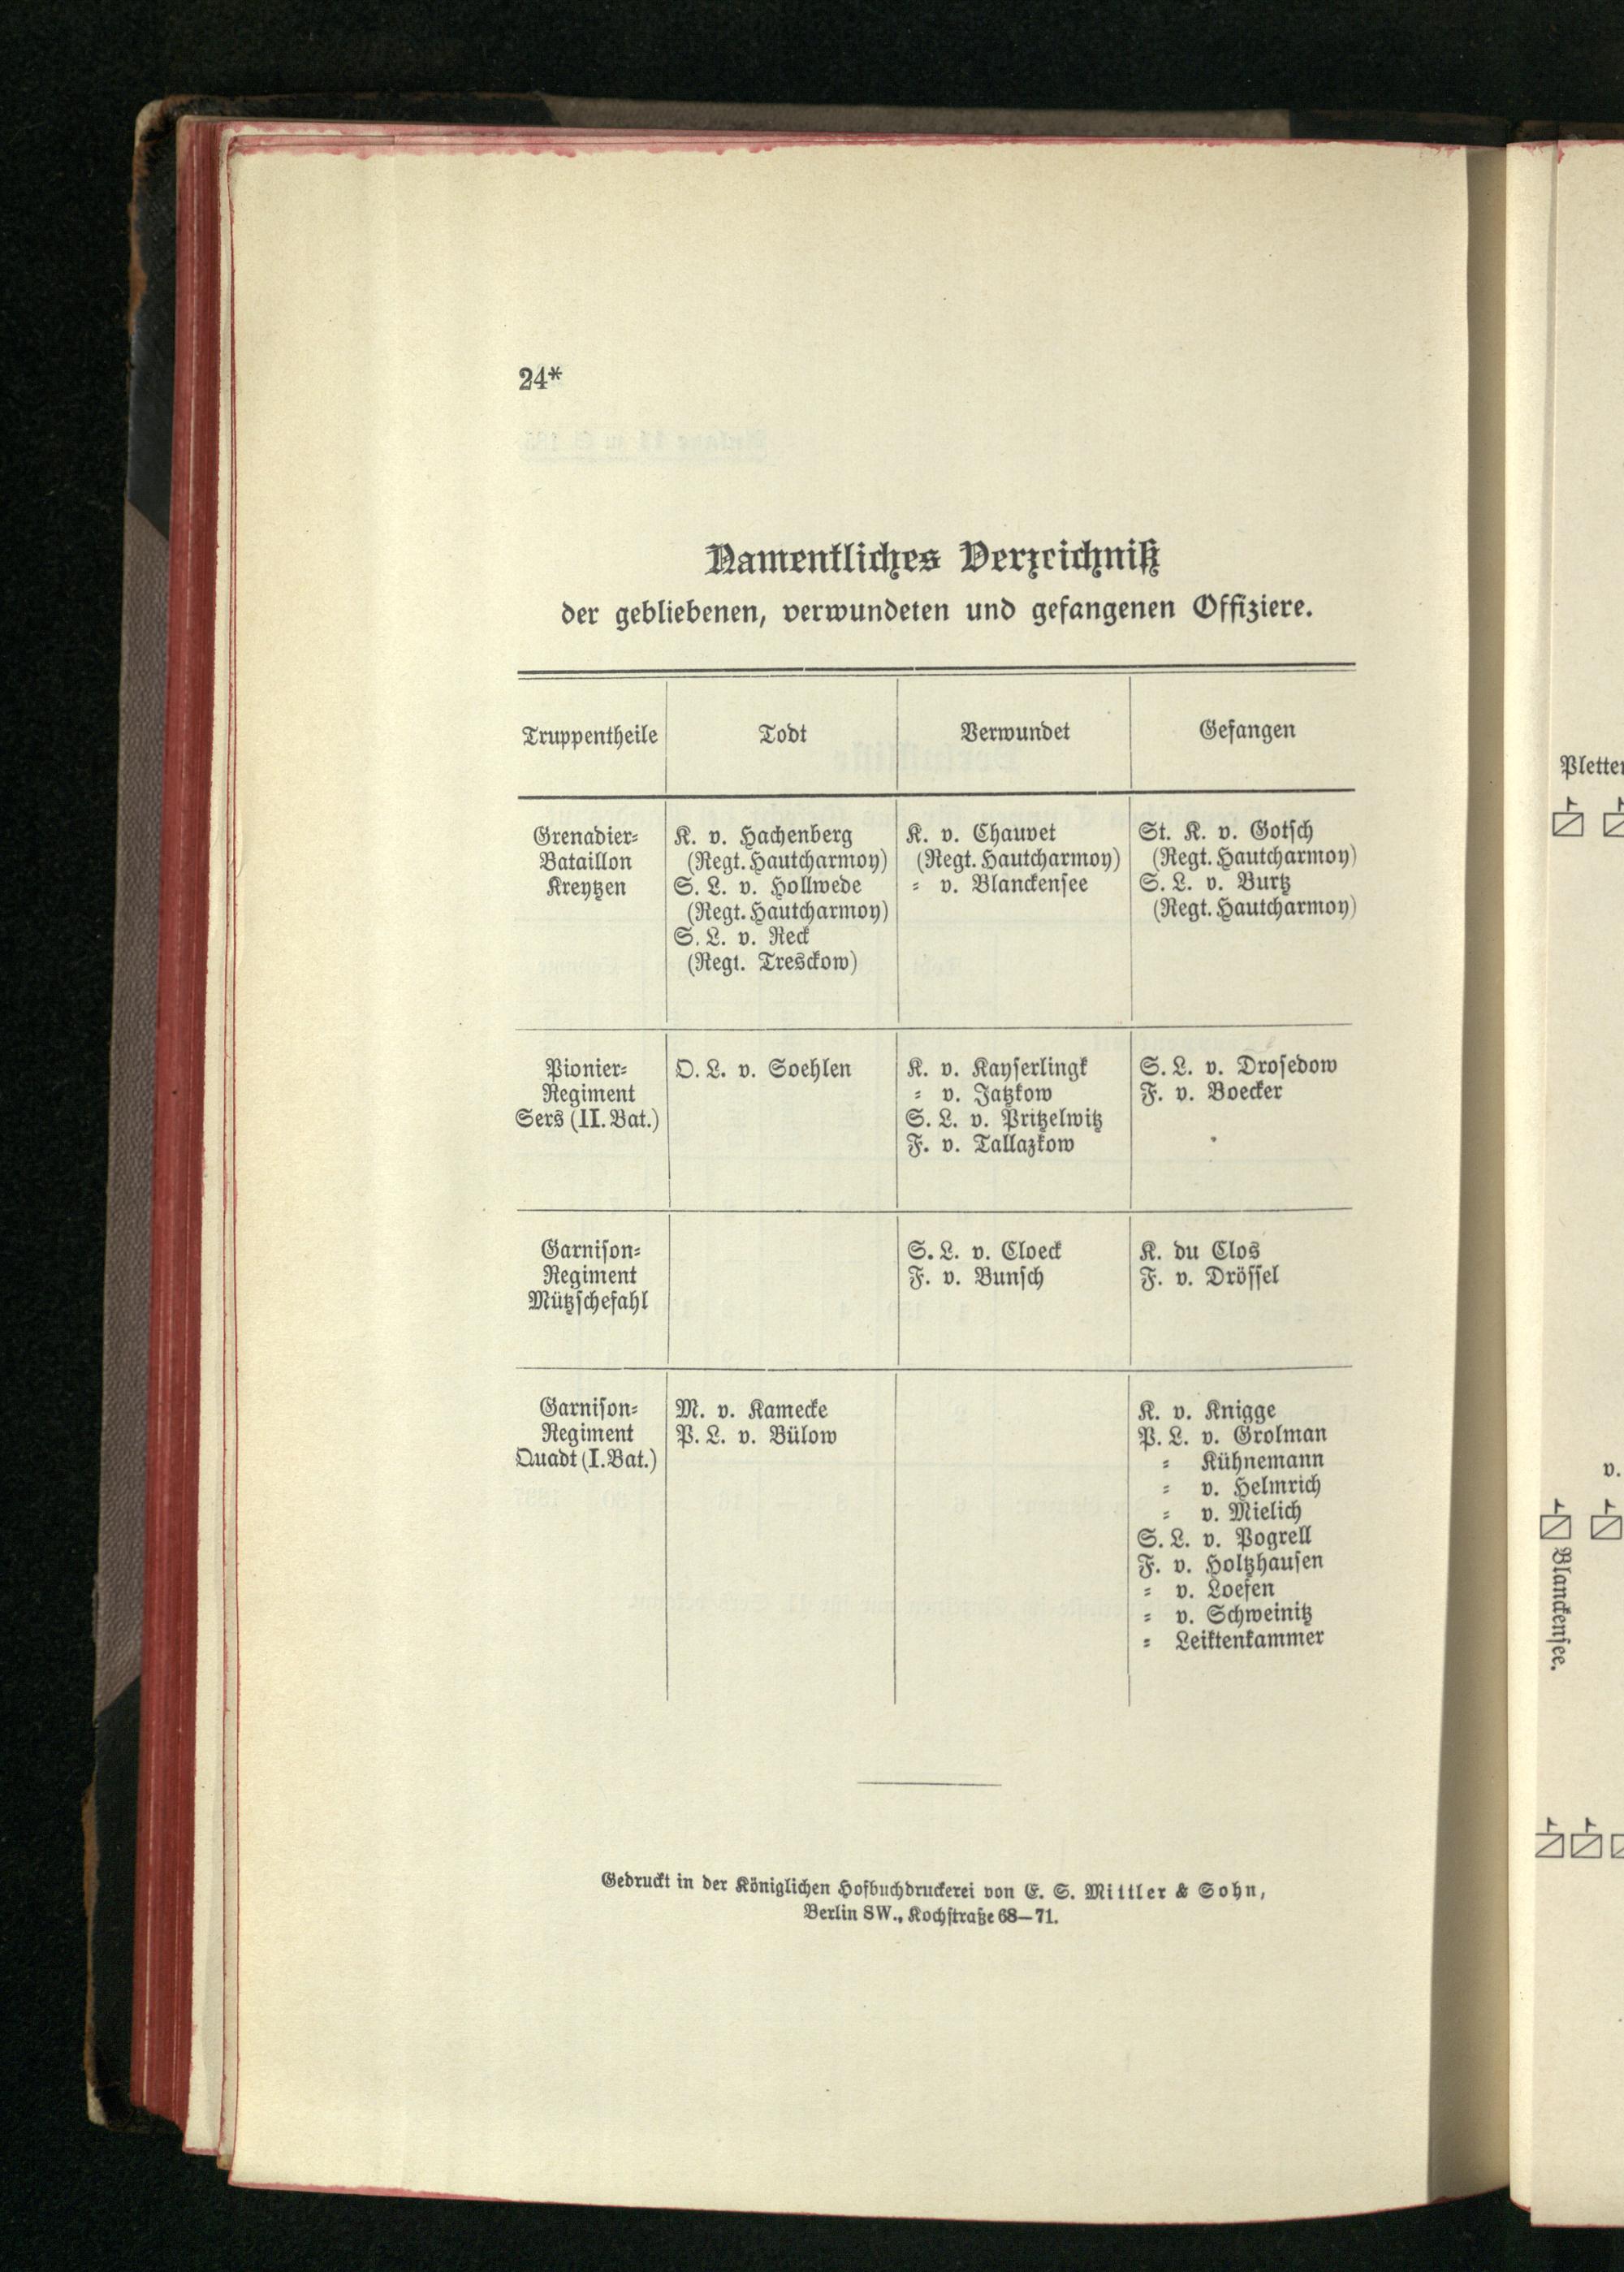 24*
Namentliches Verzeichniß
der gebliebenen, verwundeten und gefangenen Offiziere.
Truppentheile Todt Verwundet Gefangen
Grenadier- K. v. Hachenberg K. v. Chauvet St. K. v. Gotsch
Bataillon (Regt. Hautcharmoy) (Regt. Hautcharmoy) (Regt. Hautcharmoy)
Kreytzen S. L. v. Hollwede = v. Blanckensee S. L. v. Burtz
(Regt. Hautcharmoy) (Regt. Hautcharmoy)
S. L. v. Reck
(Regt. Tresckow)
Pionier- O. L. v. Soehlen K. v. Kayserlingk S. L. v. Drosedow
Regiment = v. Jatzkow F. v. Boecker
Sers (II. Bat.) S. L. v. Pritzelwitz
F. v. Tallazkow
Garnison- S. L. v. Cloeck K. du Clos
Regiment F. v. Bunsch F. v. Drössel
Mützschefahl
Garnison- M. v. Kamecke K. v. Knigge
Regiment P. L. v. Bülow P. L. v. Grolman
Quadt (I. Bat.) = Kühnemann
= v. Helmrich
= v. Mielich
S. L. v. Pogrell
F. v. Holtzhausen
= v. Loefen
= v. Schweinitz
= Leiktenkammer
Gedruckt in der Königlichen Hofbuchdruckerei von E. S. Mittler & Sohn,
Berlin SW., Kochstraße 68—71.
Pletten
v.
Blanckensee.